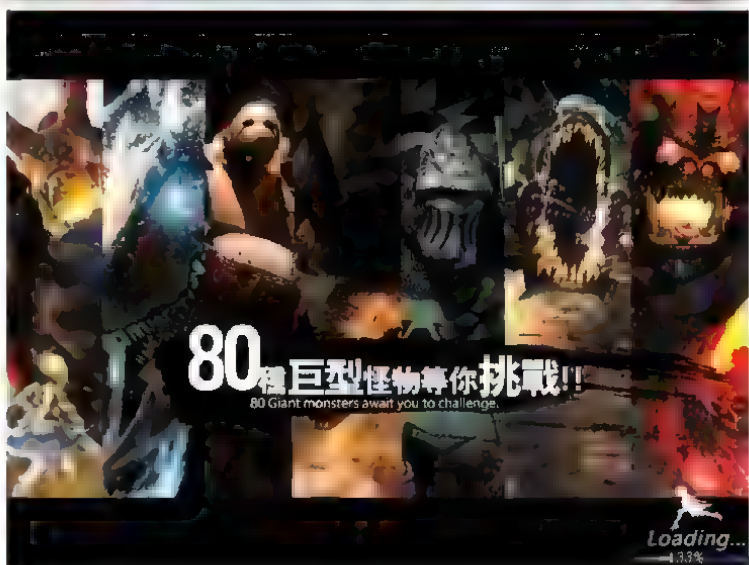 80種巨型怪物等你挑戰!!
80 Giant monsters await you to challenge.
Loading...
33%